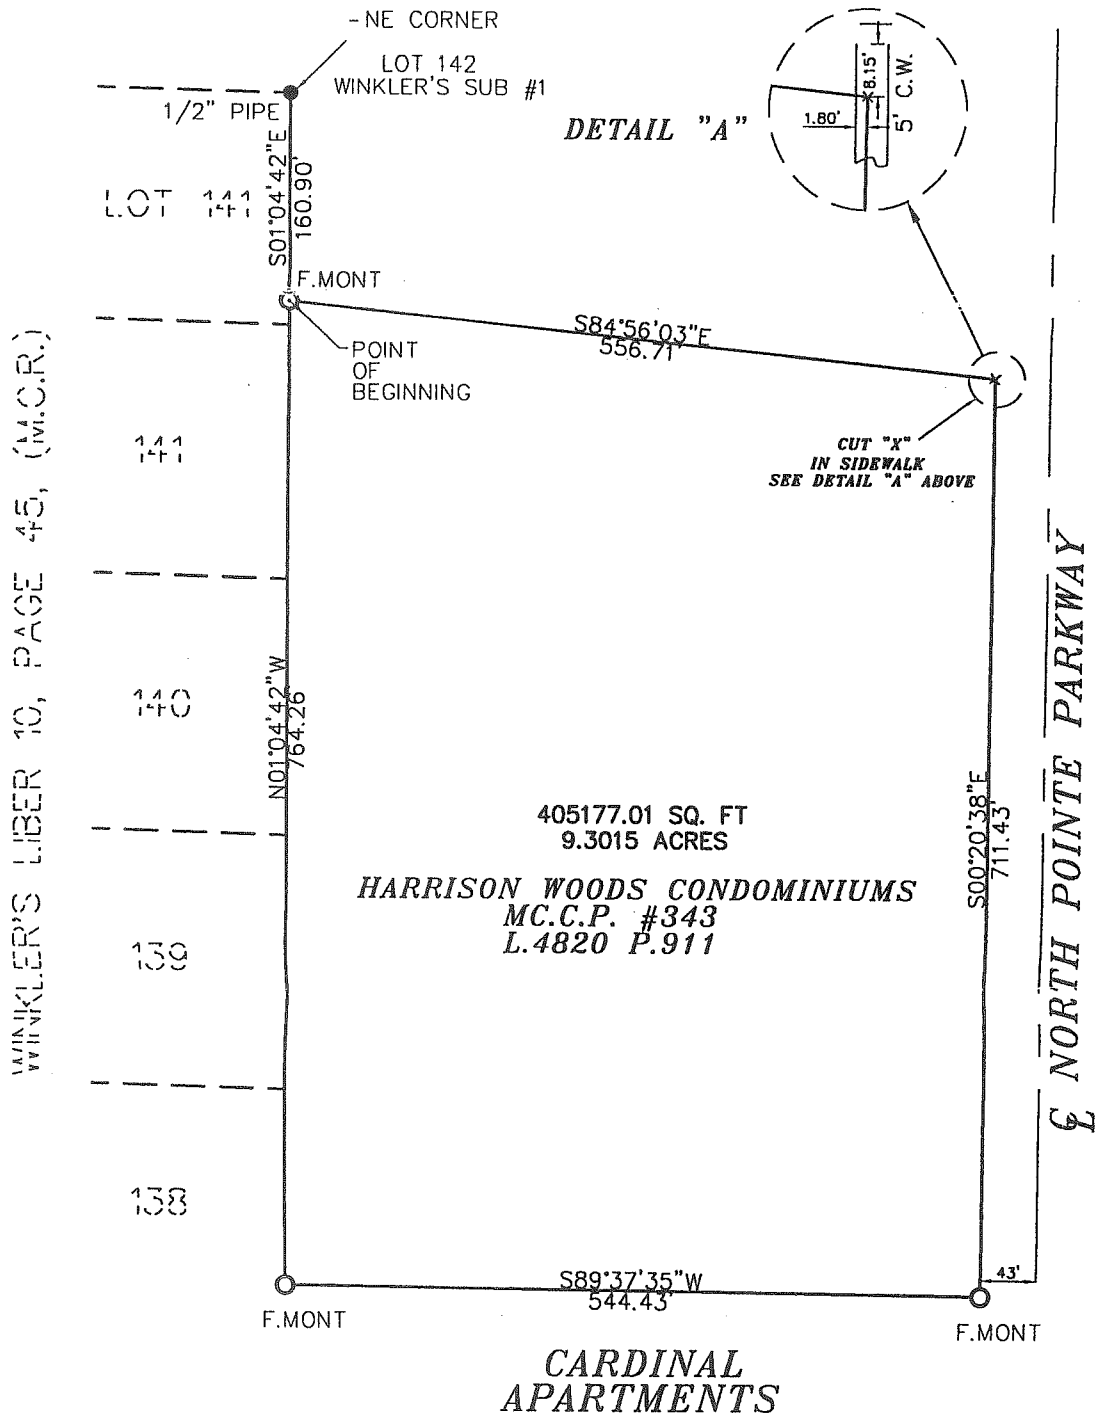 -NE CORNER
LOT 142
WINKLER'S SUB #1
1/2" PIPE
DETAIL "A"
1.80'
8.15'
5' C.W.
LOT 141
S01°04'42"E
160.90'
F.MONT
POINT
OF
BEGINNING
S84°56'03"E
556.71'
CUT "X"
IN SIDEWALK
SEE DETAIL "A" ABOVE
WINKLER'S LIBER 10, PAGE 45, (M.C.R.)
141
140
139
138
N01°04'42"W
764.26'
405177.01 SQ. FT
9.3015 ACRES
HARRISON WOODS CONDOMINIUMS
MC.C.P. #343
L.4820 P.911
S00°20'38"E
711.43'
℄ NORTH POINTE PARKWAY
43'
S89°37'35"W
544.43'
F.MONT
F.MONT
CARDINAL
APARTMENTS